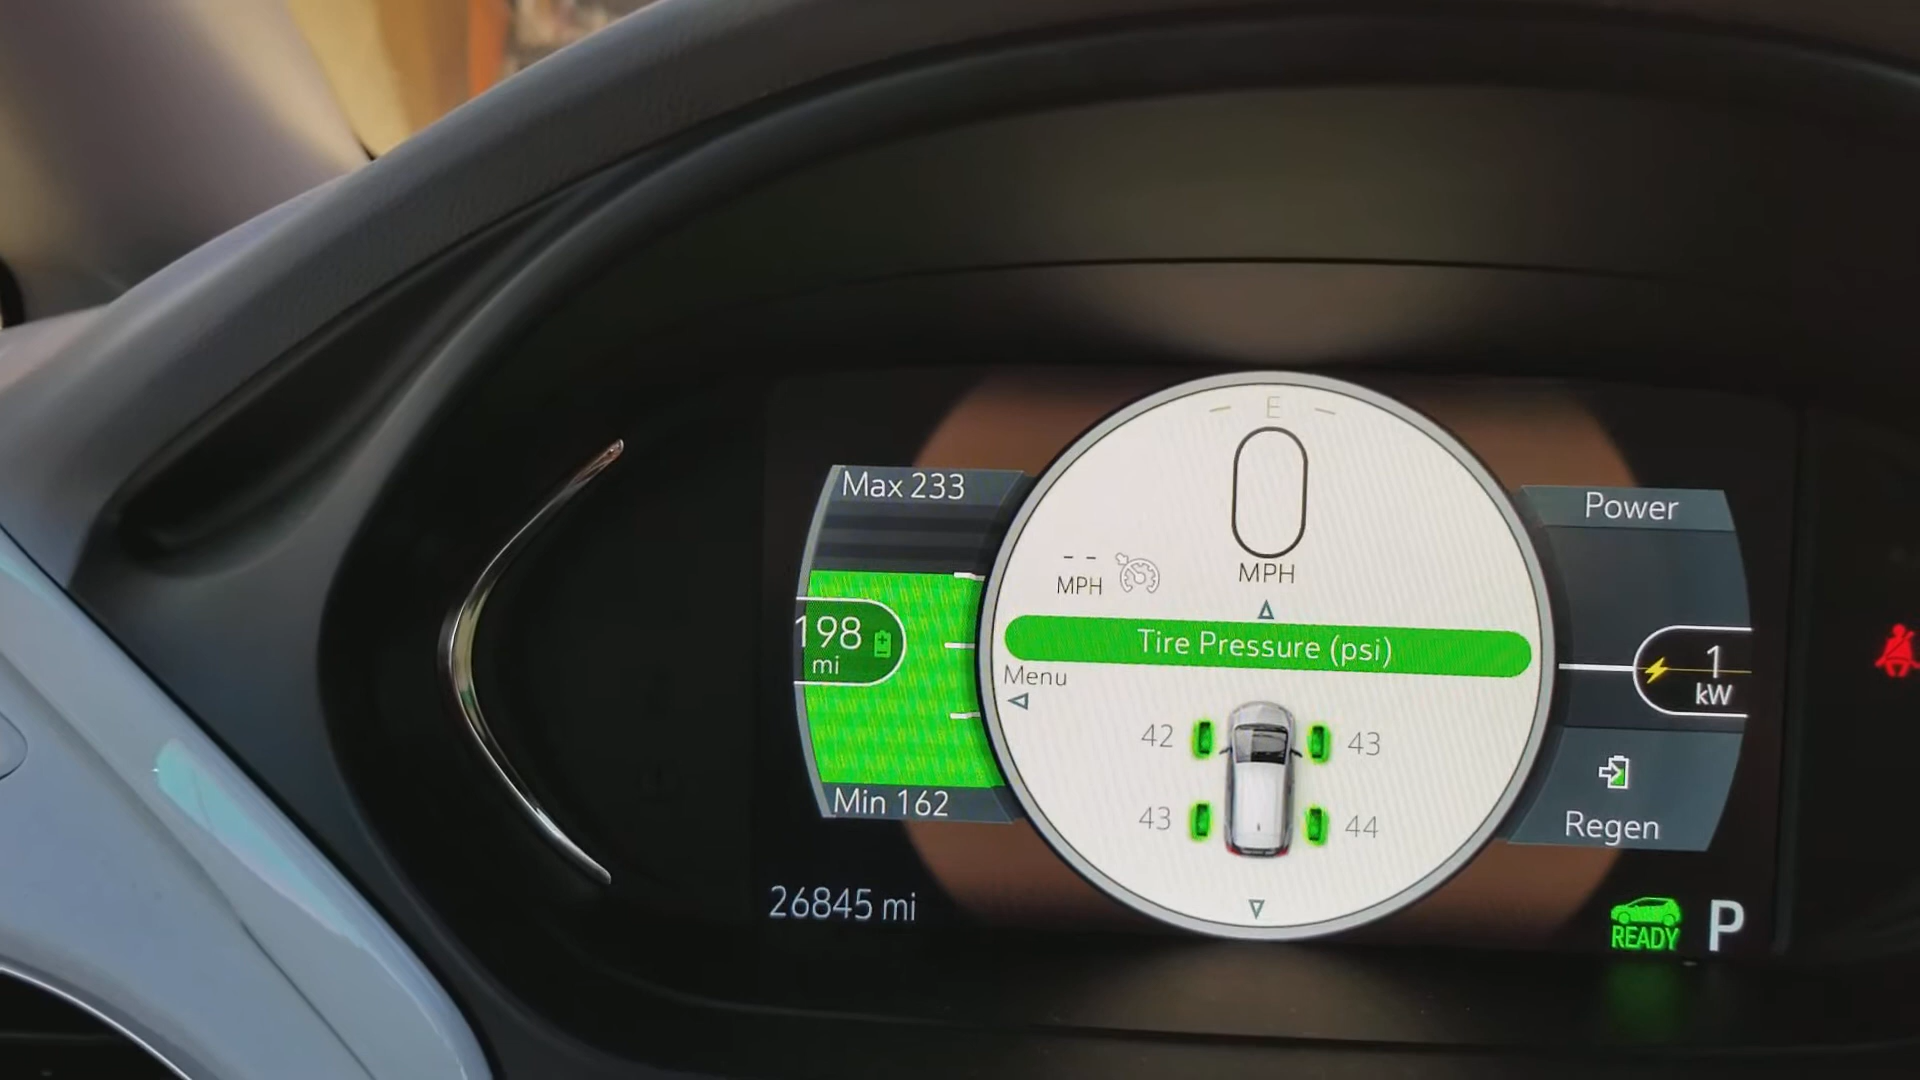 E
0
-- MPH
MPH
Max 233
198
mi
Min 162
Tire Pressure (psi)
Menu
42
43
43
44
Power
1
kW
Regen
26845 mi
READY
P